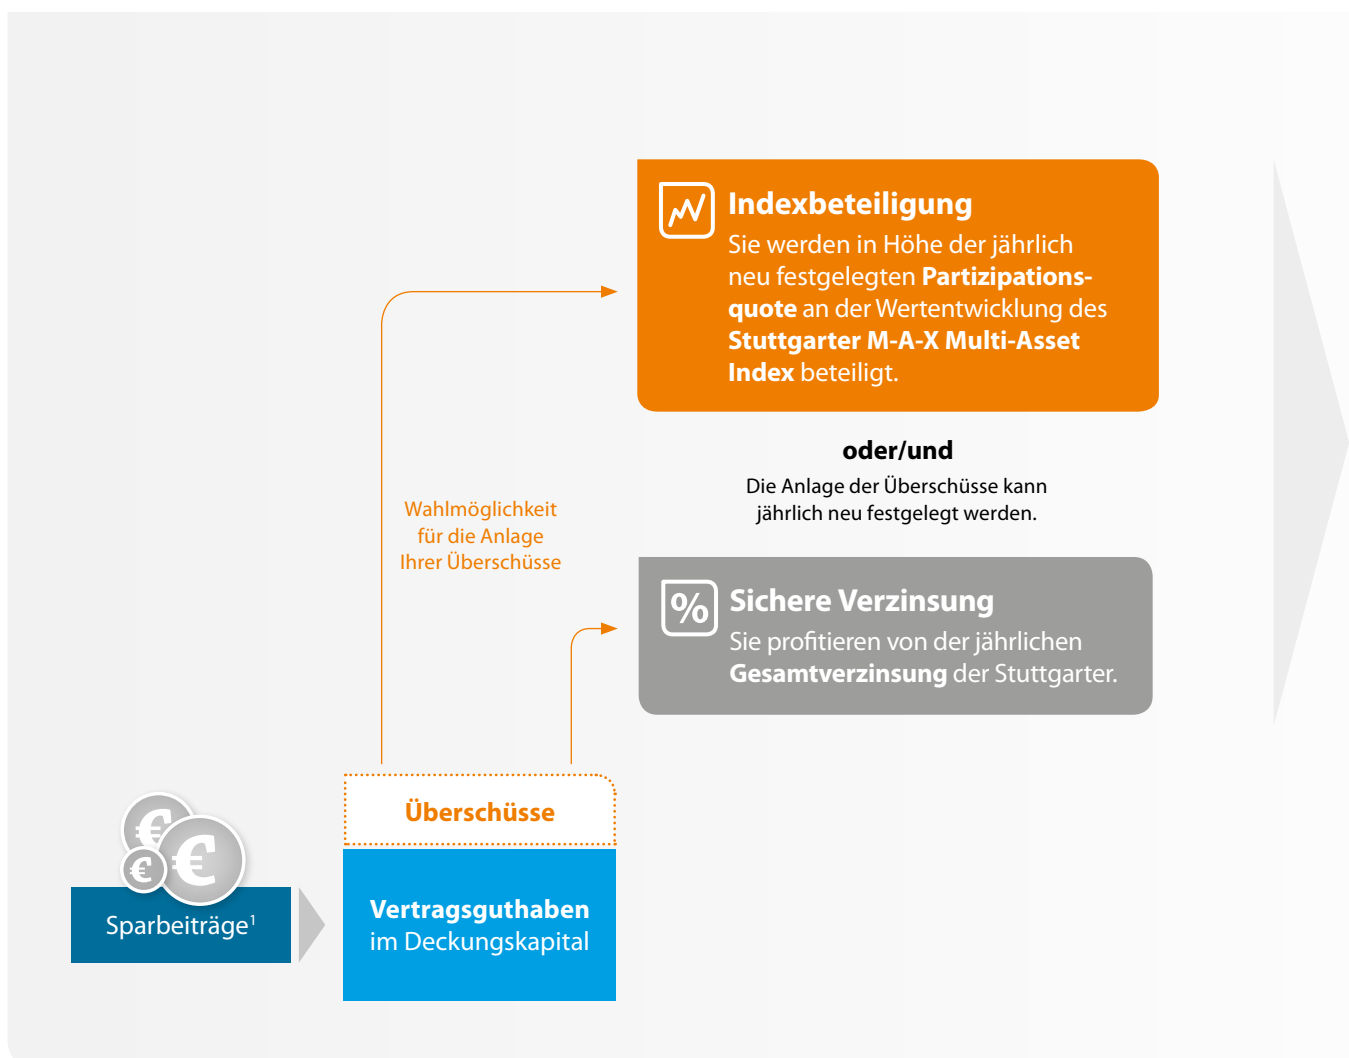 Indexbeteiligung
Sie werden in Höhe der jährlich
neu festgelegten Partizipations-
quote an der Wertentwicklung des
Stuttgarter M-A-X Multi-Asset
Index beteiligt.
oder/und
Die Anlage der Überschüsse kann
jährlich neu festgelegt werden.
Wahlmöglichkeit
für die Anlage
Ihrer Überschüsse
%
Sichere Verzinsung
Sie profitieren von der jährlichen
Gesamtverzinsung der Stuttgarter.
Überschüsse
€
€
€
Sparbeiträge¹
Vertragsguthaben
im Deckungskapital